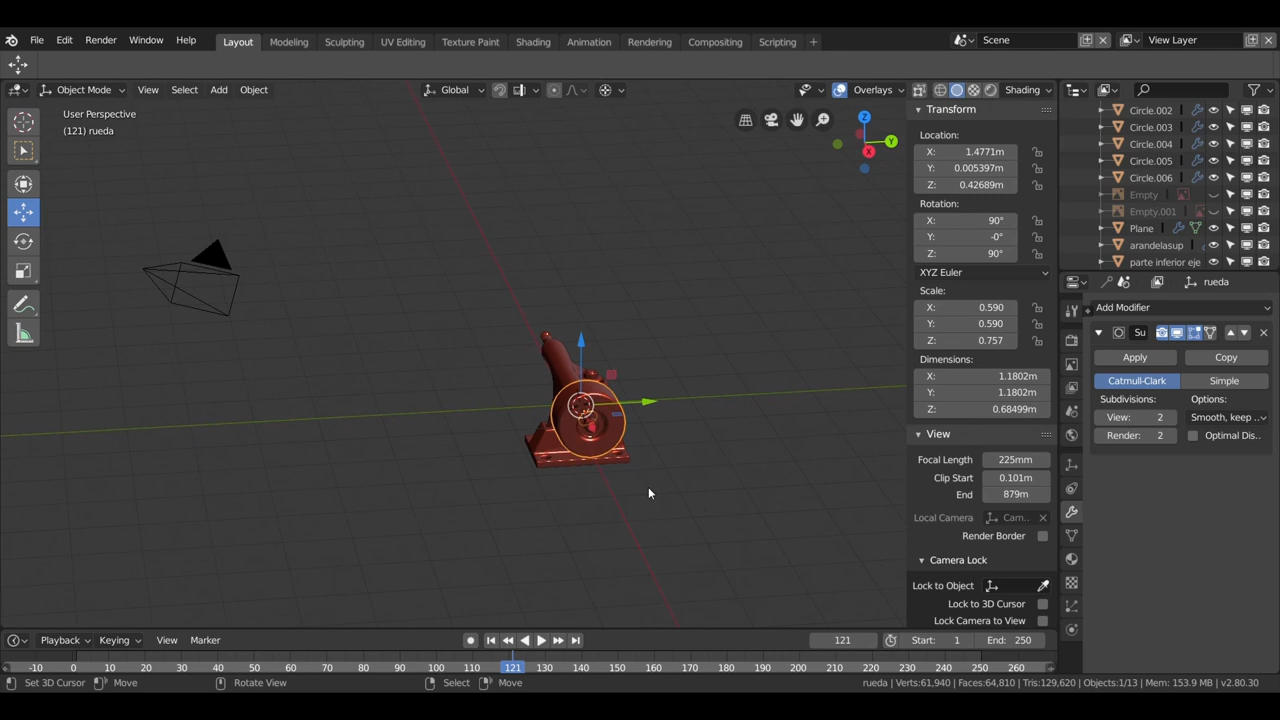 File Edit Render Window Help Layout Modeling Sculpting UV Editing Texture Paint Shading Animation Rendering Compositing Scripting + Scene View Layer
Object Mode View Select Add Object Global Overlays Shading
User Perspective
(121) rueda
Z
Y
X
Transform
Location:
X: 1.4771m
Y: 0.005397m
Z: 0.42689m
Rotation:
X: 90°
Y: -0°
Z: 90°
XYZ Euler
Scale:
X: 0.590
Y: 0.590
Z: 0.757
Dimensions:
X: 1.1802m
Y: 1.1802m
Z: 0.68499m
View
Focal Length 225mm
Clip Start 0.101m
End 879m
Local Camera Cam...
Render Border
Camera Lock
Lock to Object
Lock to 3D Cursor
Lock Camera to View
Circle.002
Circle.003
Circle.004
Circle.005
Circle.006
Empty
Empty.001
Plane
arandelasup
parte inferior eje
rueda
Add Modifier
Su
Apply Copy
Catmull-Clark Simple
Subdivisions: Options:
View: 2 Smooth, keep ..
Render: 2 Optimal Dis..
Playback Keying View Marker 121 Start: 1 End: 250
-10 0 10 20 30 40 50 60 70 80 90 100 110 121 130 140 150 160 170 180 190 200 210 220 230 240 250 260
Set 3D Cursor Move Rotate View Select Move rueda | Verts:61,940 | Faces:64,810 | Tris:129,620 | Objects:1/13 | Mem: 153.9 MB | v2.80.30